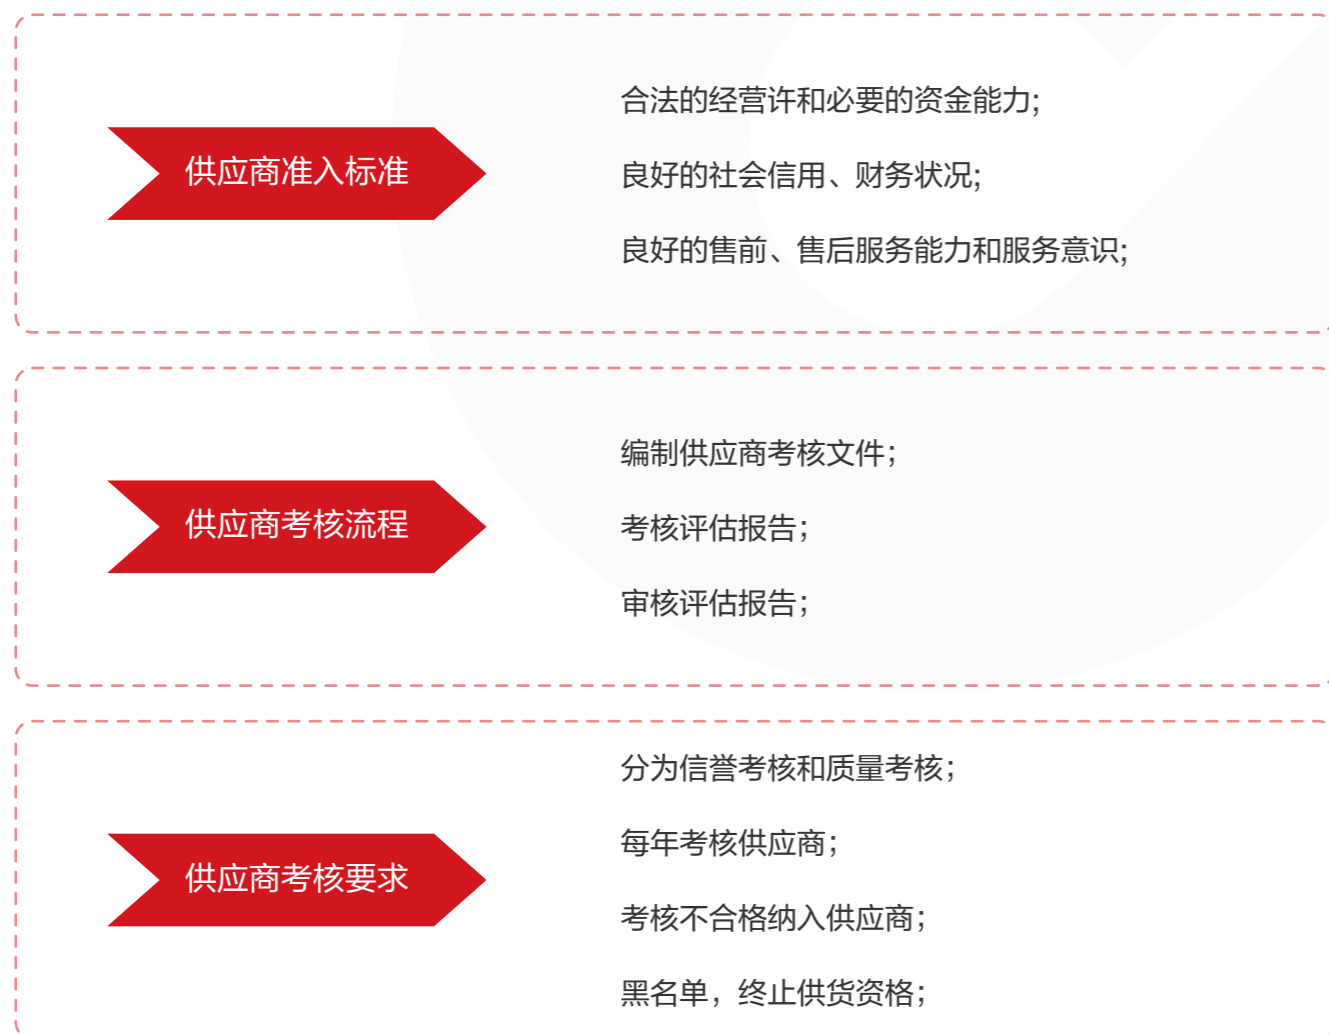 供应商准入标准
合法的经营许和必要的资金能力;
良好的社会信用、财务状况;
良好的售前、售后服务能力和服务意识;
供应商考核流程
编制供应商考核文件；
考核评估报告；
审核评估报告；
供应商考核要求
分为信誉考核和质量考核；
每年考核供应商；
考核不合格纳入供应商；
黑名单，终止供货资格；